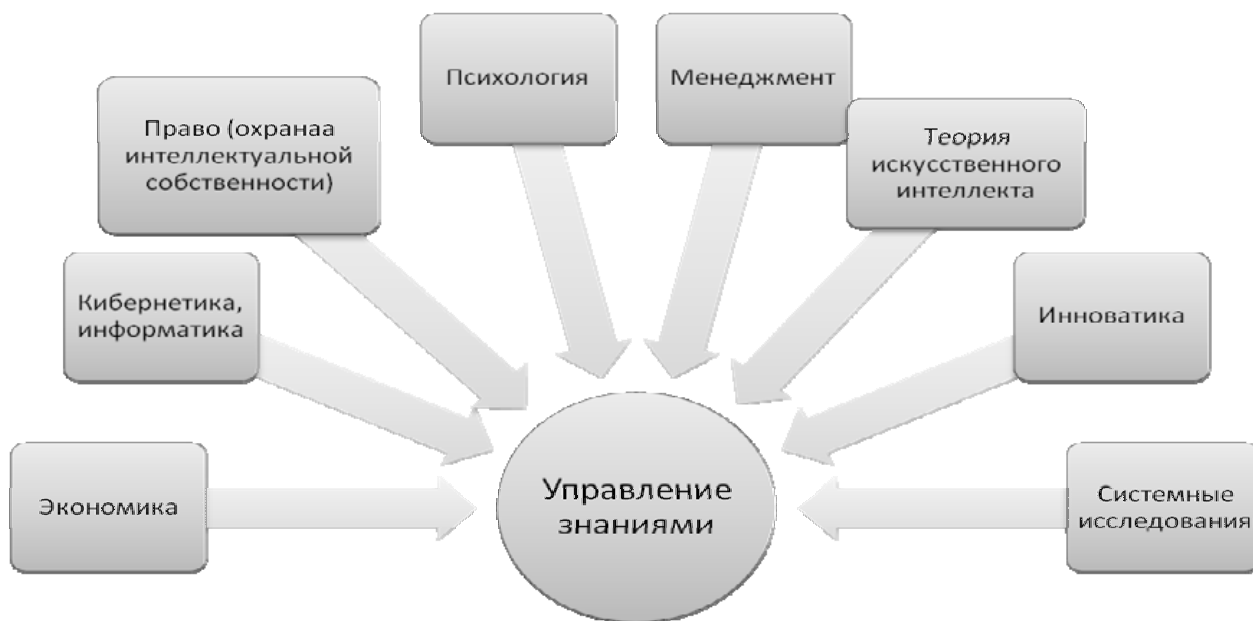 Психология
Менеджмент
Право (охранаа
интеллектуальной
собственности)
Теория
искусственного
интеллекта
Кибернетика,
информатика
Инноватика
Экономика
Управление
знаниями
Системные
исследования